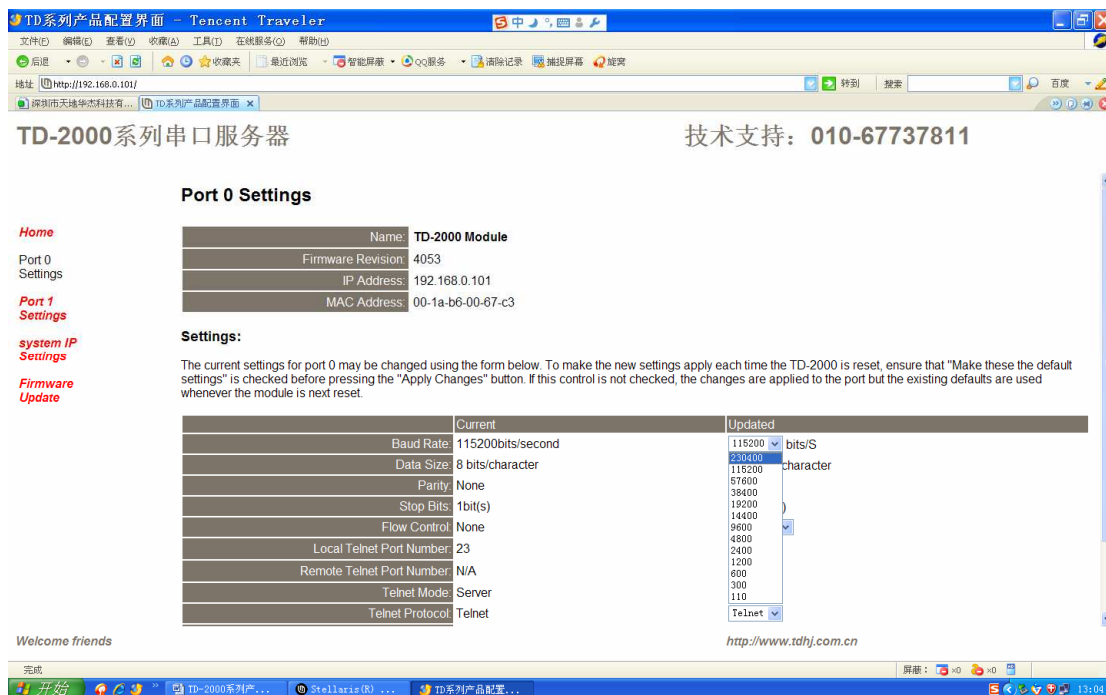 TD系列产品配置界面 - Tencent Traveler
中
文件(F) 编辑(E) 查看(V) 收藏(A) 工具(T) 在线服务(O) 帮助(H)
后退 收藏夹 最近浏览 智能屏蔽 QQ服务 清除记录 捕捉屏幕 旋窝
地址 http://192.168.0.101/ 转到 搜索 百度
深圳市天地华杰科技有... TD系列产品配置界面
TD-2000系列串口服务器 技术支持：010-67737811
Port 0 Settings
Home
Port 0
Settings
Port 1
Settings
system IP
Settings
Firmware
Update
Name: TD-2000 Module
Firmware Revision: 4053
IP Address: 192.168.0.101
MAC Address: 00-1a-b6-00-67-c3
Settings:
The current settings for port 0 may be changed using the form below. To make the new settings apply each time the TD-2000 is reset, ensure that "Make these the default
settings" is checked before pressing the "Apply Changes" button. If this control is not checked, the changes are applied to the port but the existing defaults are used
whenever the module is next reset.
Current Updated
Baud Rate: 115200bits/second 115200 bits/S
Data Size: 8 bits/character character
Parity: None
Stop Bits: 1bit(s) )
Flow Control: None
Local Telnet Port Number: 23
Remote Telnet Port Number: N/A
Telnet Mode: Server
Telnet Protocol: Telnet Telnet
230400
115200
57600
38400
19200
14400
9600
4800
2400
1200
600
300
110
Welcome friends http://www.tdhj.com.cn
完成 屏蔽： ×0 ×0
开始 TD-2000系列产... Stellaris(R) ... TD系列产品配置... 13:04